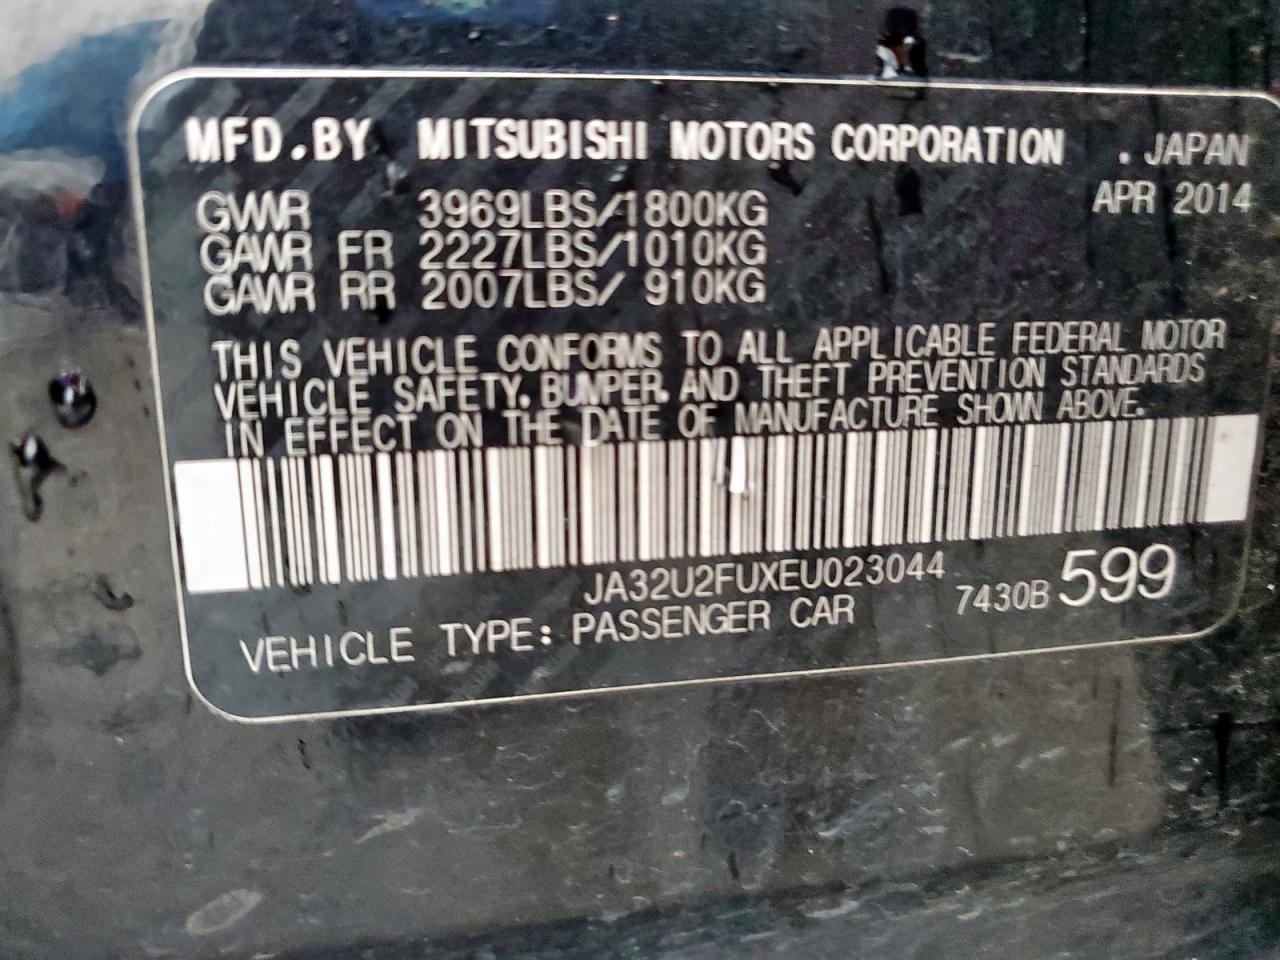 MFD.BY MITSUBISHI MOTORS CORPORATION . JAPAN
GWWR 3969LBS/1800KG APR 2014
GAWR FR 2227LBS/1010KG
GAWR RR 2007LBS/ 910KG
THIS VEHICLE CONFORMS TO ALL APPLICABLE FEDERAL MOTOR
VEHICLE SAFETY, BUMPER, AND THEFT PREVENTION STANDARDS
IN EFFECT ON THE DATE OF MANUFACTURE SHOWN ABOVE.
JA32U2FUXEU023044 7430B 599
VEHICLE TYPE: PASSENGER CAR